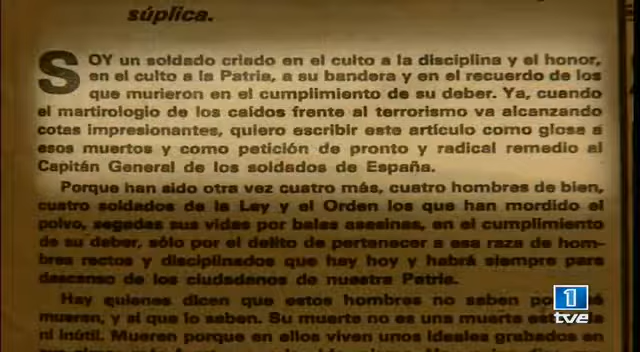 súplica.
SOY un soldado criado en el culto a la disciplina y el honor,
en el culto a la Patria, a su bandera y en el recuerdo de los
que murieron en el cumplimiento de su deber. Ya, cuando
el martirologio de los caídos frente al terrorismo va alcanzando
cotas impresionantes, quiero escribir este artículo como glosa a
esos muertos y como petición de pronto y radical remedio al
Capitán General de los soldados de España.
Porque han sido otra vez cuatro más, cuatro hombres de bien,
cuatro soldados de la Ley y el Orden los que han mordido el
polvo, segadas sus vidas por balas asesinas, en el cumplimiento
de su deber, sólo por el delito de pertenecer a esa raza de hom-
bres rectos y disciplinados que hay hoy y habrá siempre para
descanso de los ciudadanos de nuestra Patria.
Hay quienes dicen que estos hombres no saben por
mueren, y sí que lo saben. Su muerte no es una muerte
ni inútil. Mueren porque en ellos viven unos ideales grabados en
1
tve